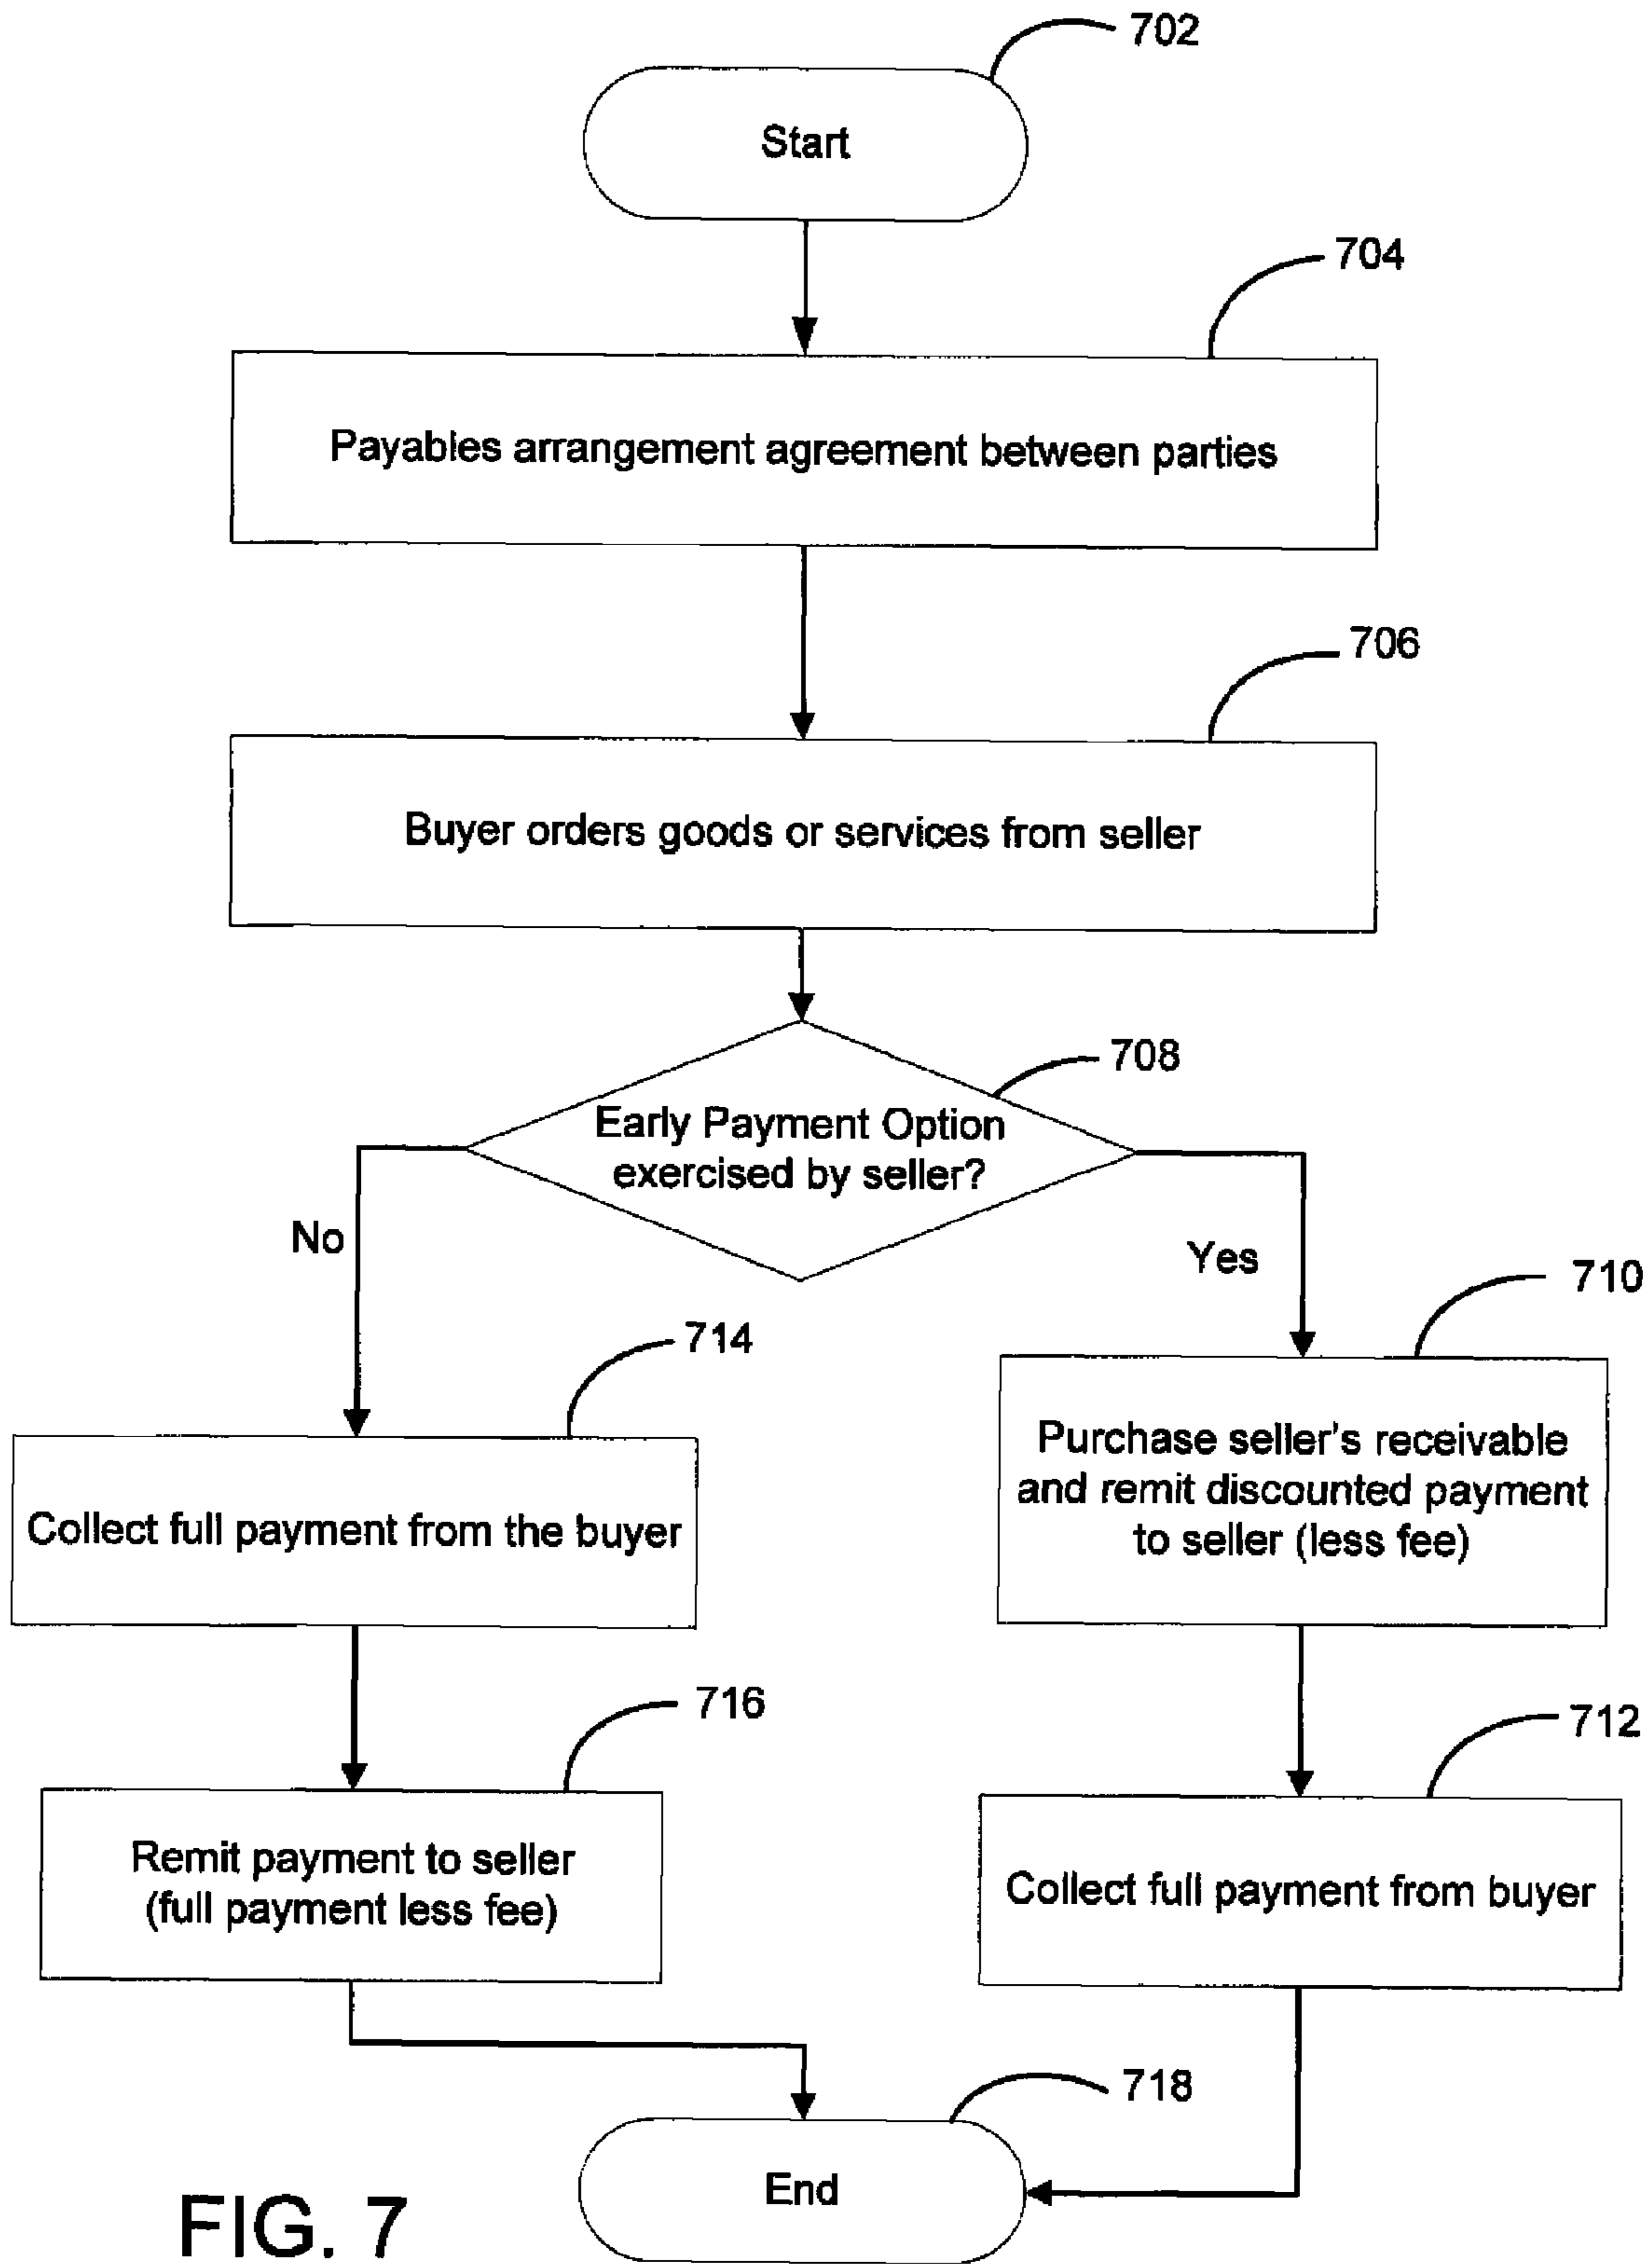 702
Start
704
Payables arrangement agreement between parties
706
Buyer orders goods or services from seller
708
Early Payment Option
exercised by seller?
No
Yes
710
714
Purchase seller's receivable
and remit discounted payment
to seller (less fee)
Collect full payment from the buyer
716
712
Remit payment to seller
(full payment less fee)
Collect full payment from buyer
718
End
FIG. 7